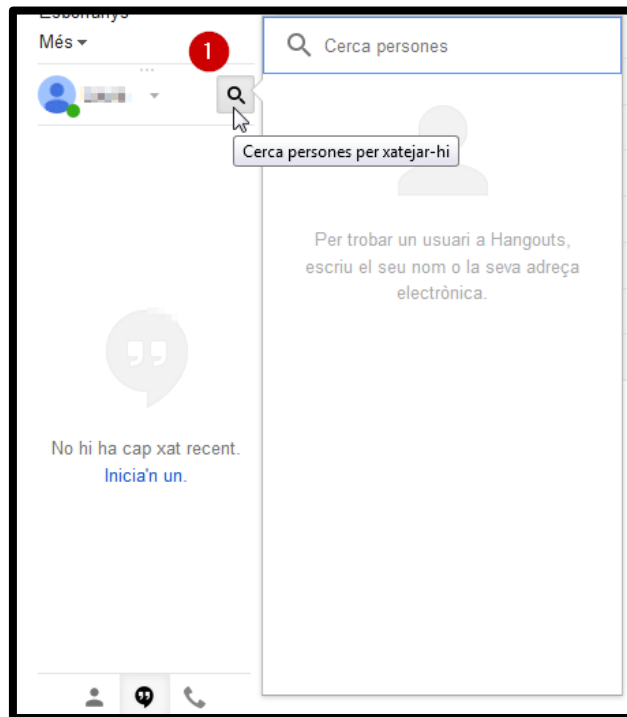 Esborranys
Més
1
Cerca persones
Cerca persones per xatejar-hi
Per trobar un usuari a Hangouts,
escriu el seu nom o la seva adreça
electrònica.
No hi ha cap xat recent.
Inicia'n un.